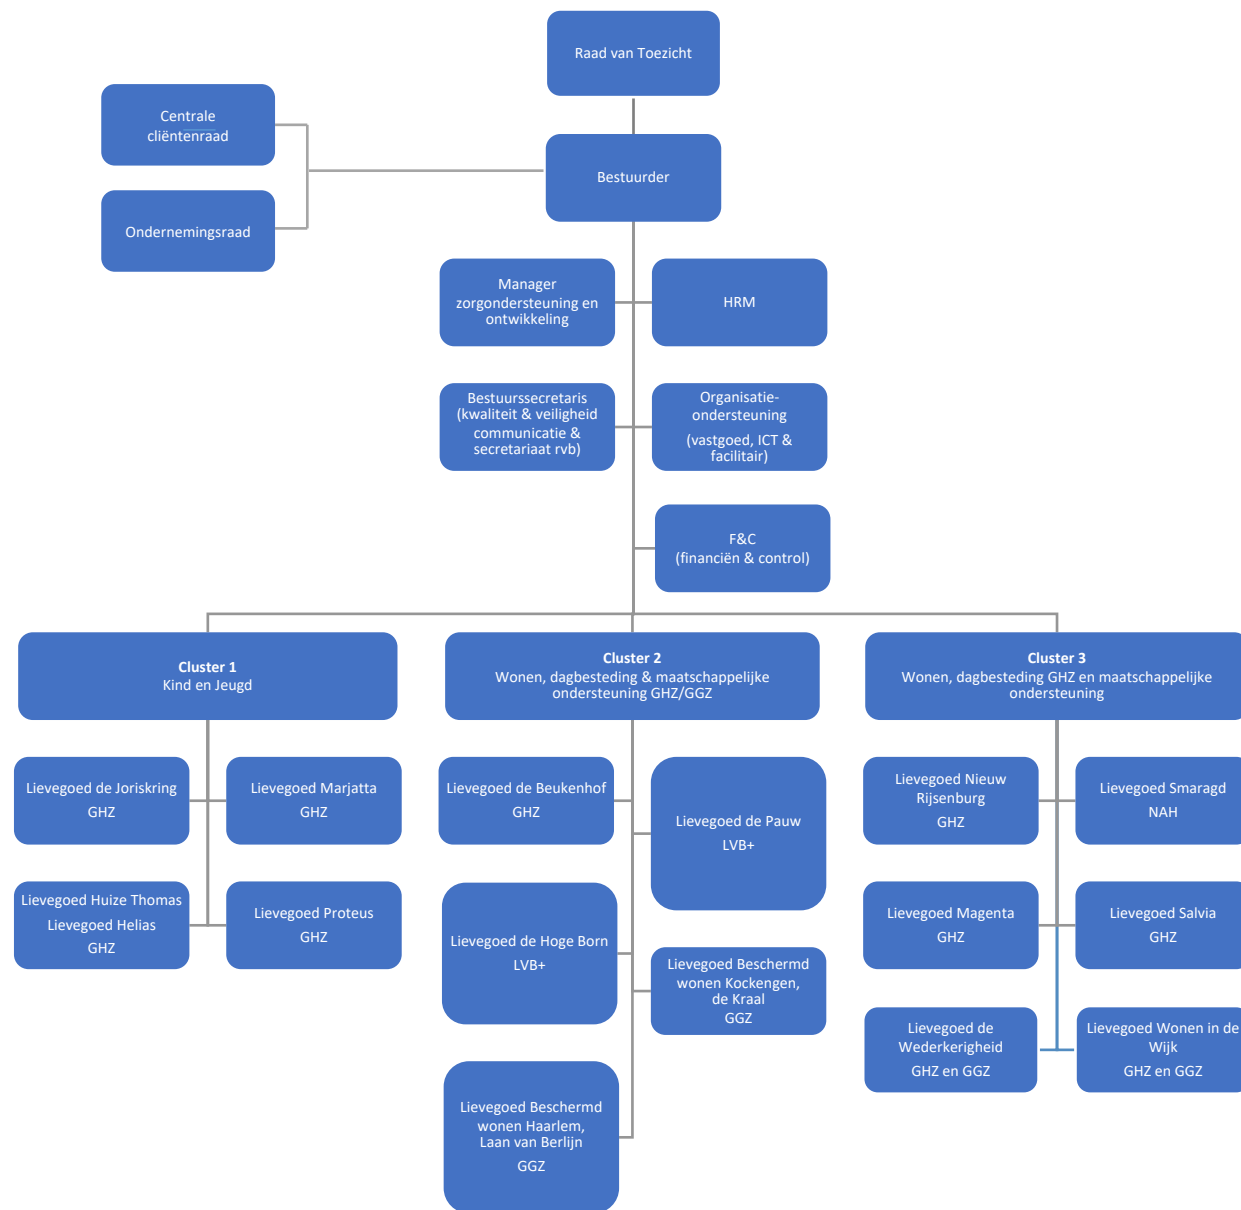 Raad van Toezicht
Centrale
cliëntenraad
Bestuurder
Ondernemingsraad
Manager
zorgondersteuning en
ontwikkeling
HRM
Bestuurssecretaris
(kwaliteit & veiligheid
communicatie &
secretariaat rvb)
Organisatie-
ondersteuning
(vastgoed, ICT &
facilitair)
F&C
(financiën & control)
Cluster 1
Kind en Jeugd
Cluster 2
Wonen, dagbesteding & maatschappelijke
ondersteuning GHZ/GGZ
Cluster 3
Wonen, dagbesteding GHZ en maatschappelijke
ondersteuning
Lievegoed de Joriskring
GHZ
Lievegoed Marjatta
GHZ
Lievegoed Huize Thomas
Lievegoed Helias
GHZ
Lievegoed Proteus
GHZ
Lievegoed de Beukenhof
GHZ
Lievegoed de Pauw
LVB+
Lievegoed de Hoge Born
LVB+
Lievegoed Beschermd
wonen Kockengen,
de Kraal
GGZ
Lievegoed Beschermd
wonen Haarlem,
Laan van Berlijn
GGZ
Lievegoed Nieuw
Rijsenburg
GHZ
Lievegoed Smaragd
NAH
Lievegoed Magenta
GHZ
Lievegoed Salvia
GHZ
Lievegoed de
Wederkerigheid
GHZ en GGZ
Lievegoed Wonen in de
Wijk
GHZ en GGZ